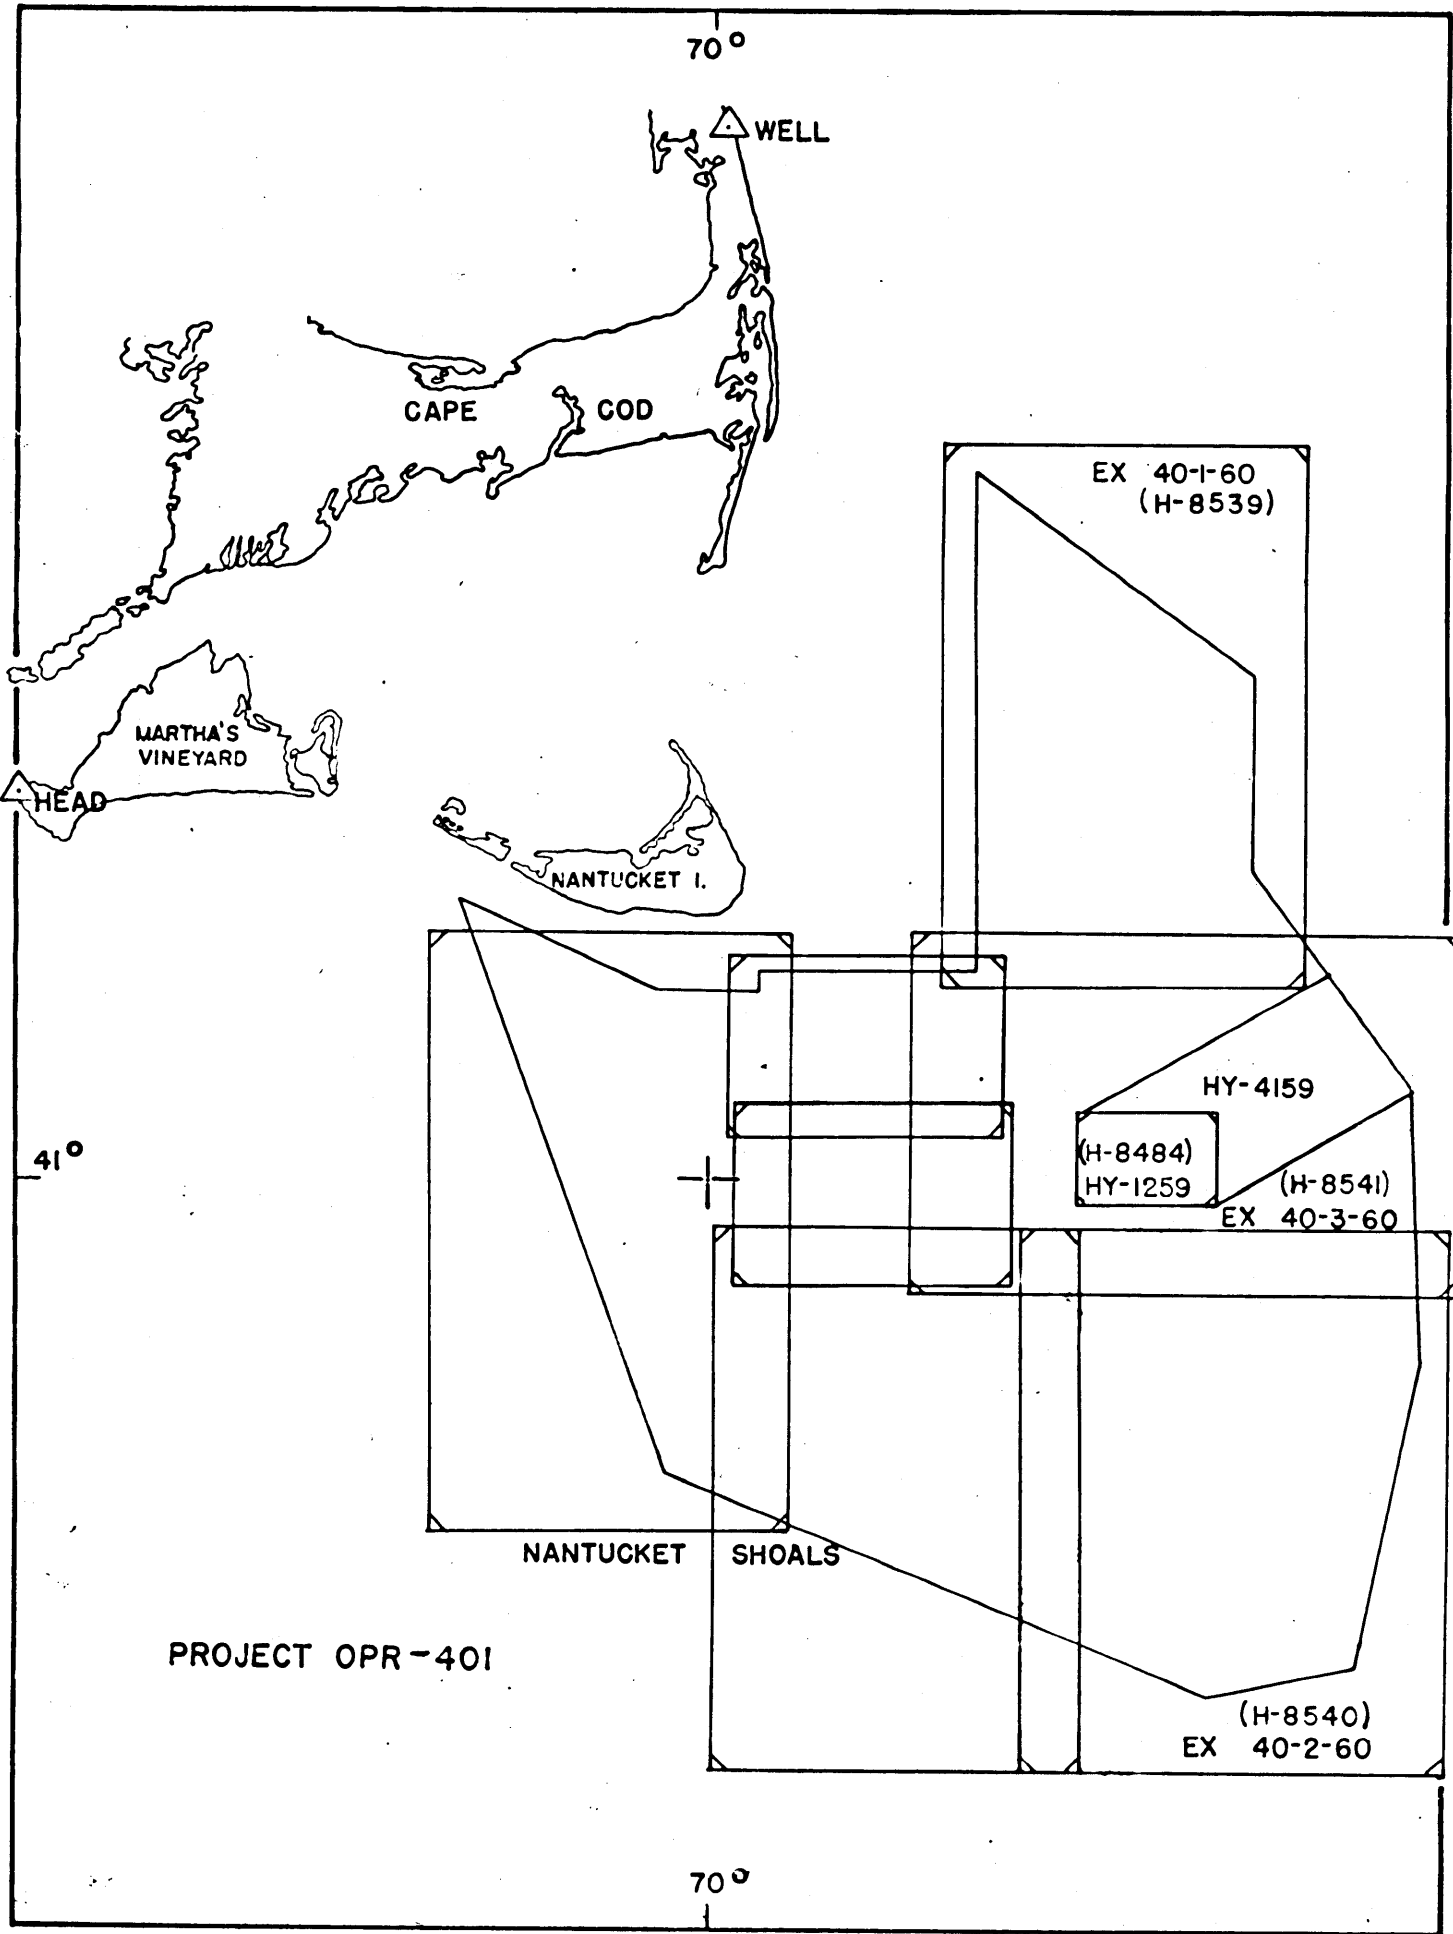 70°
WELL
CAPE COD
EX 40-1-60
(H-8539)
MARTHA'S
VINEYARD
HEAD
NANTUCKET I.
HY-4159
41°
(H-8484)
HY-1259
(H-8541)
EX 40-3-60
NANTUCKET SHOALS
PROJECT OPR-401
(H-8540)
EX 40-2-60
70°